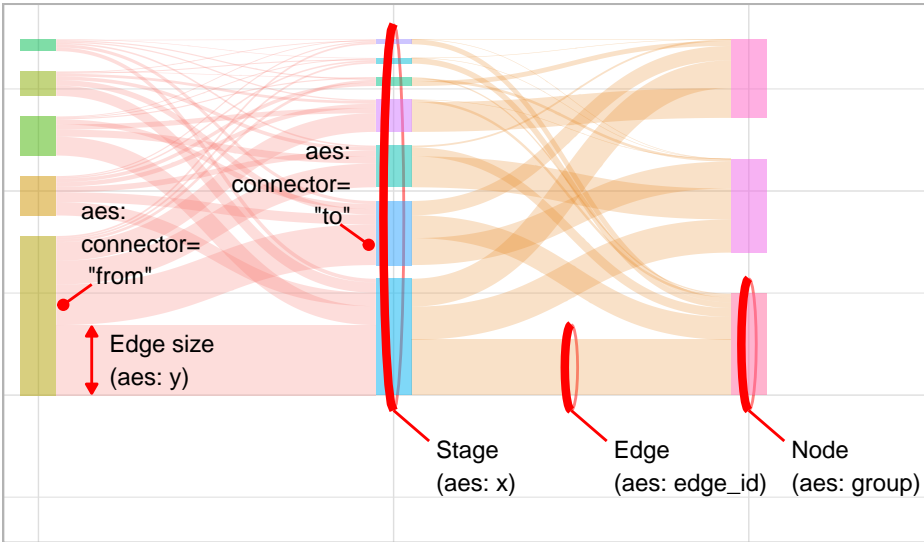 aes:
connector=
"to"
aes:
connector=
"from"
Edge size
(aes: y)
Stage
(aes: x)
Edge
(aes: edge_id)
Node
(aes: group)